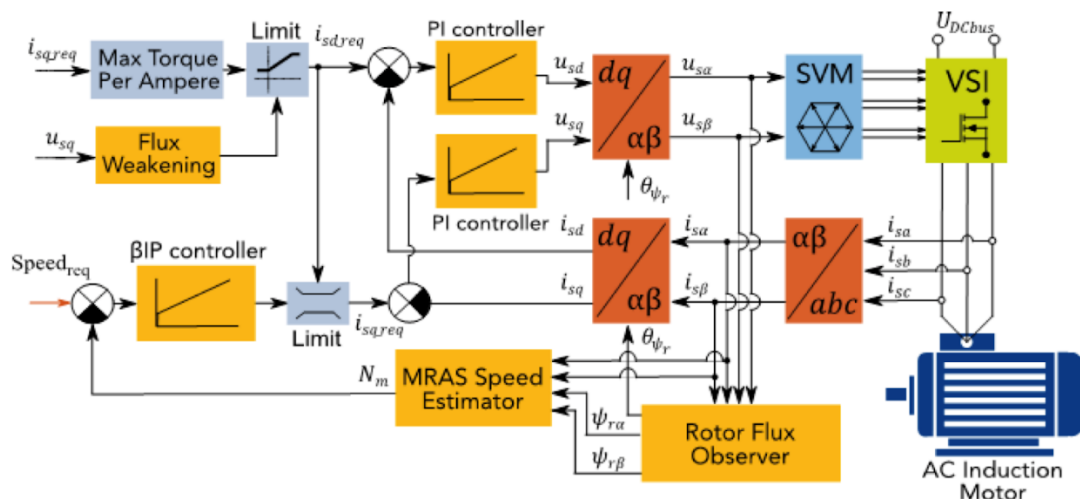 i_sq,req
Max Torque
Per Ampere
Limit
i_sd,req
PI controller
u_sd
dq
αβ
u_sα
SVM
U_DCbus
VSI
u_sq
Flux
Weakening
u_sq
u_sβ
PI controller
θ_ψr
i_sd
dq
αβ
i_sα
αβ
abc
i_sa
i_sb
i_sc
Speed_req
βIP controller
Limit
i_sq,req
i_sq
i_sβ
θ_ψr
N_m
MRAS Speed
Estimator
ψ_rα
ψ_rβ
Rotor Flux
Observer
AC Induction
Motor